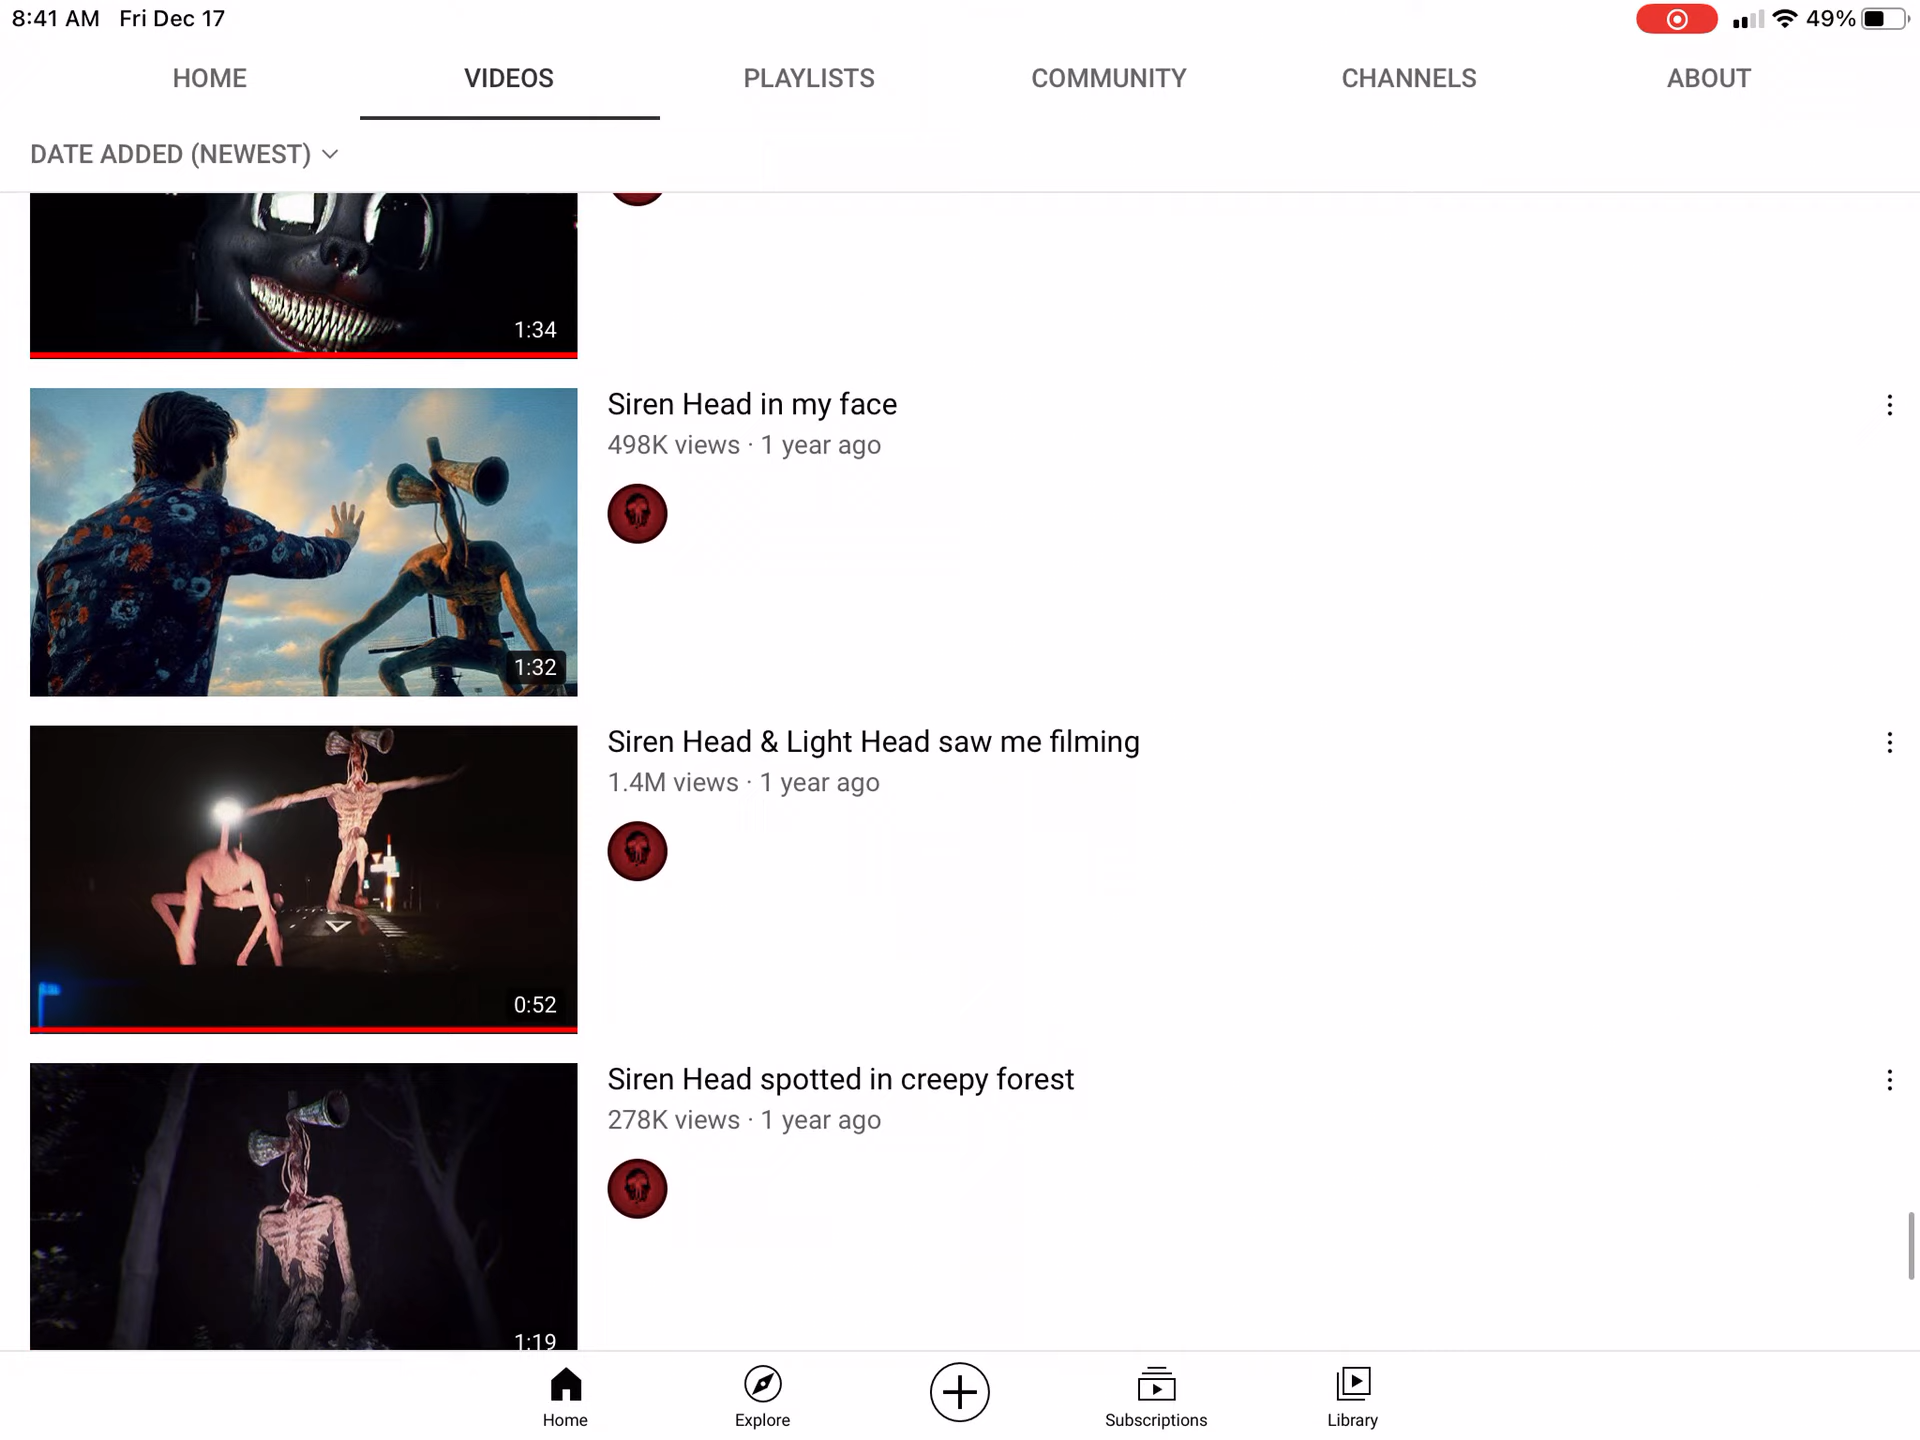 8:41 AM Fri Dec 17
49%
HOME VIDEOS PLAYLISTS COMMUNITY CHANNELS ABOUT
DATE ADDED (NEWEST)
1:34
Siren Head in my face
498K views · 1 year ago
1:32
Siren Head & Light Head saw me filming
1.4M views · 1 year ago
0:52
Siren Head spotted in creepy forest
278K views · 1 year ago
1:19
Home Explore Subscriptions Library